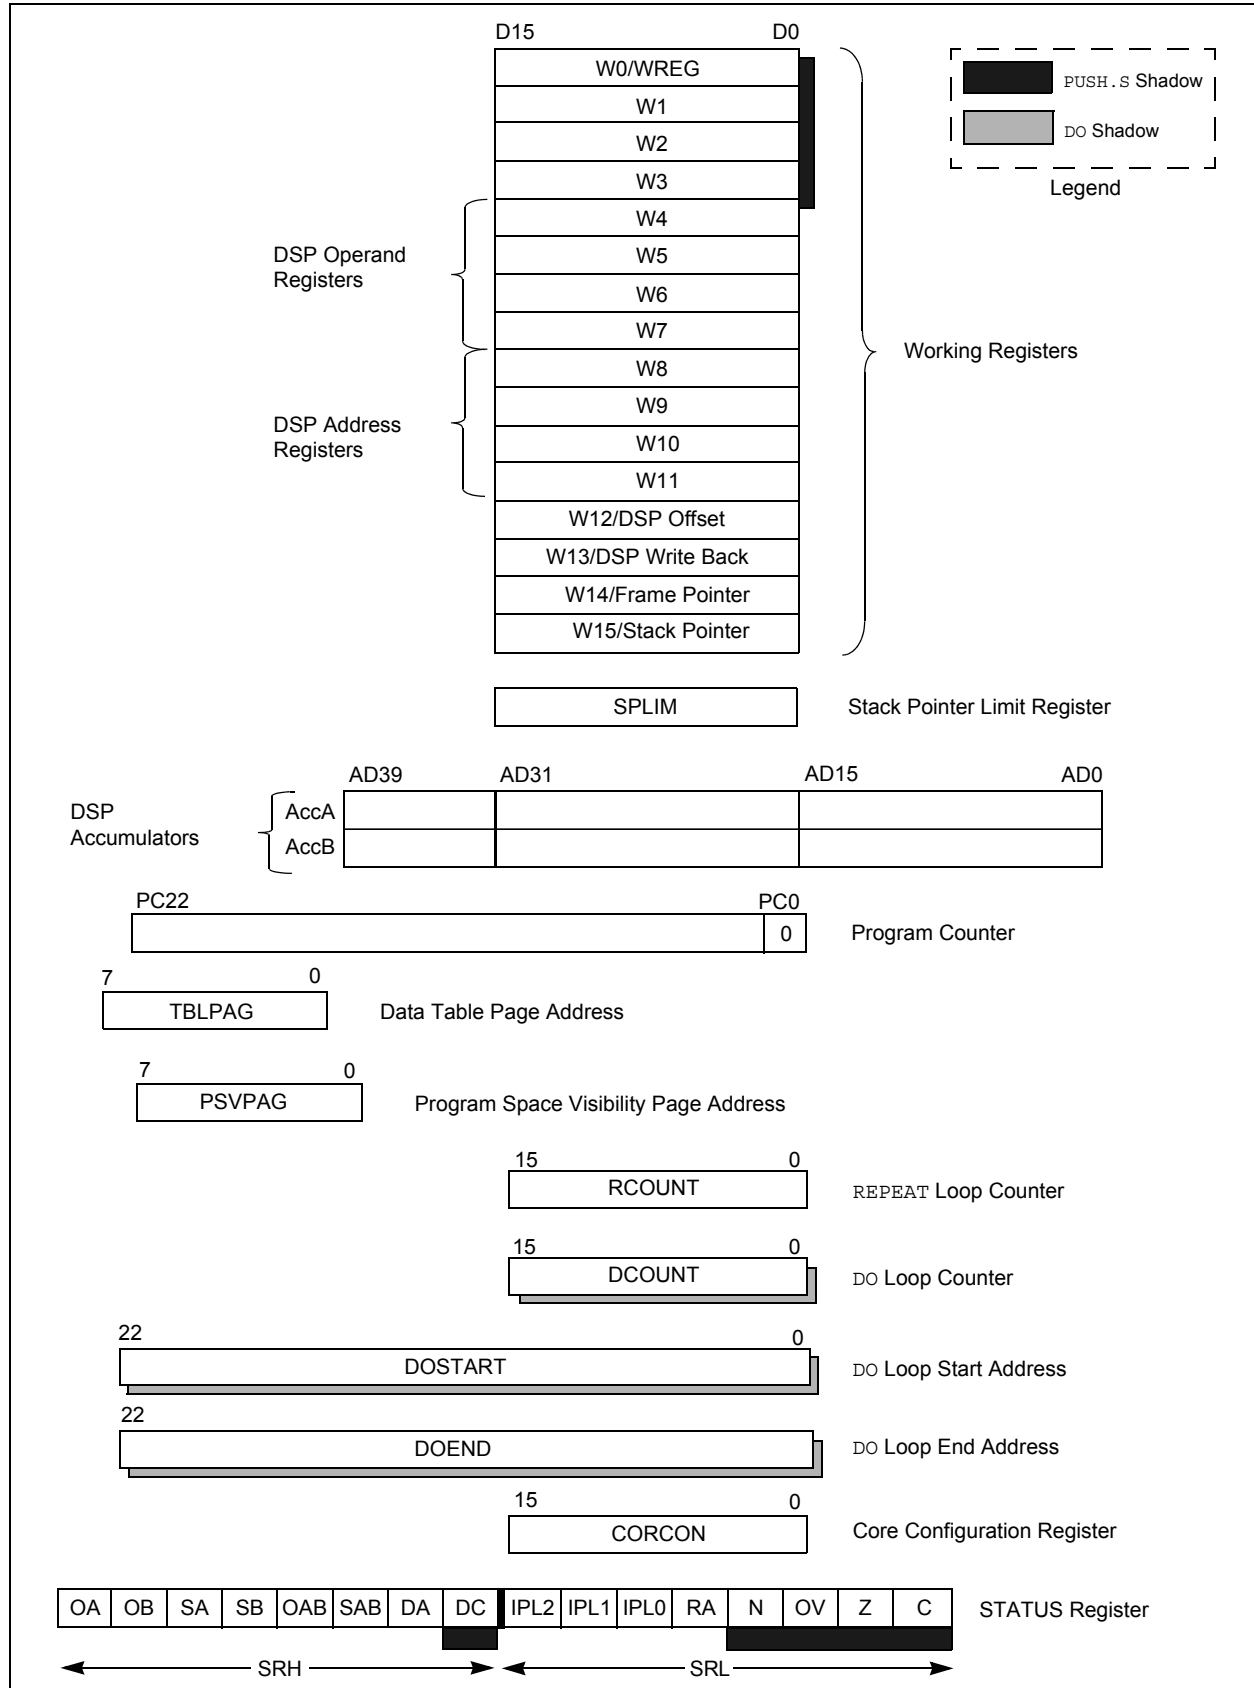 D15 D0
W0/WREG
PUSH.S Shadow
W1
DO Shadow
W2
W3
Legend
W4
DSP Operand
Registers
W5
W6
W7
Working Registers
W8
W9
DSP Address
Registers
W10
W11
W12/DSP Offset
W13/DSP Write Back
W14/Frame Pointer
W15/Stack Pointer
SPLIM Stack Pointer Limit Register
AD39 AD31 AD15 AD0
DSP
Accumulators
AccA
AccB
PC22 PC0
0 Program Counter
7 0
TBLPAG Data Table Page Address
7 0
PSVPAG Program Space Visibility Page Address
15 0
RCOUNT REPEAT Loop Counter
15 0
DCOUNT DO Loop Counter
22 0
DOSTART DO Loop Start Address
22
DOEND DO Loop End Address
15 0
CORCON Core Configuration Register
OA OB SA SB OAB SAB DA DC IPL2 IPL1 IPL0 RA N OV Z C STATUS Register
SRH SRL